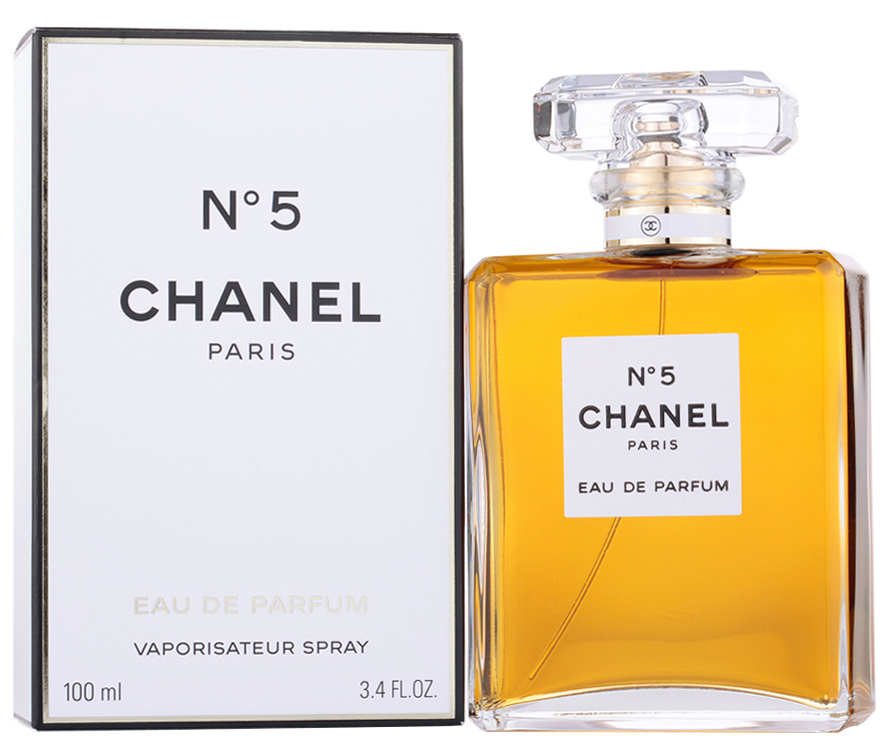 N°5
CHANEL
PARIS
EAU DE PARFUM
VAPORISATEUR SPRAY
100 ml
3.4 FL.OZ.
N°5
CHANEL
PARIS
EAU DE PARFUM